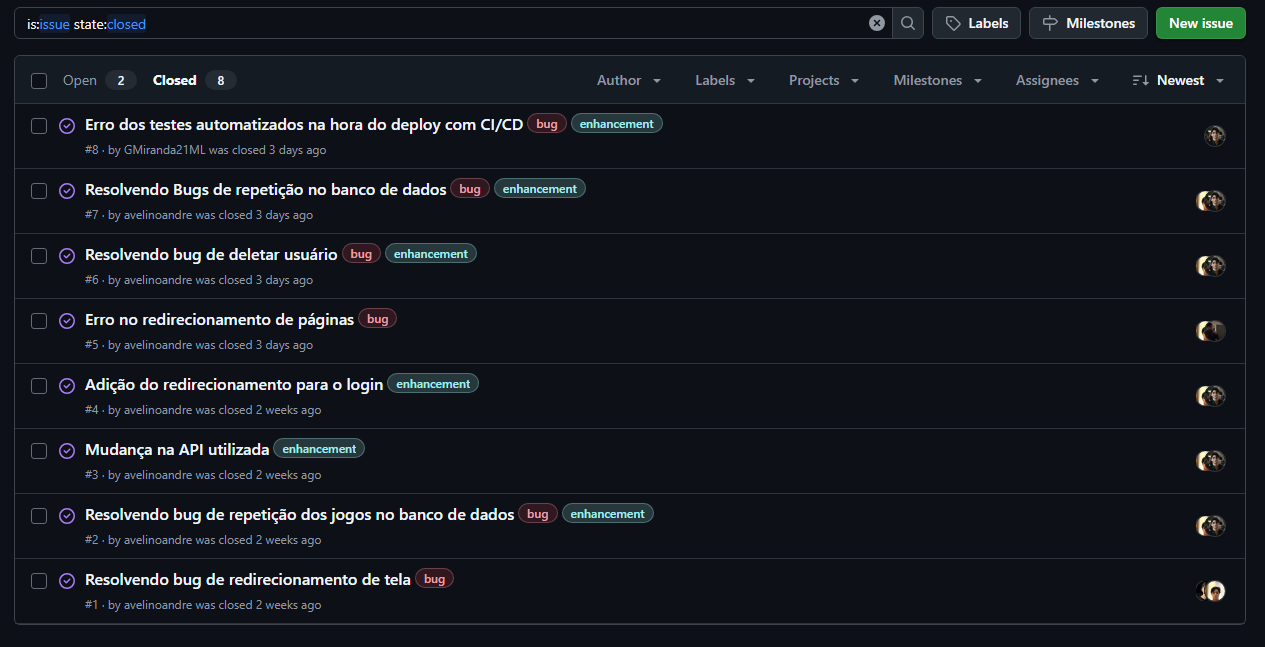 is:issue state:closed
Labels
Milestones
New issue
Open 2 Closed 8 Author Labels Projects Milestones Assignees Newest
Erro dos testes automatizados na hora do deploy com CI/CD bug enhancement
#8 · by GMiranda21ML was closed 3 days ago
Resolvendo Bugs de repetição no banco de dados bug enhancement
#7 · by avelinoandre was closed 3 days ago
Resolvendo bug de deletar usuário bug enhancement
#6 · by avelinoandre was closed 3 days ago
Erro no redirecionamento de páginas bug
#5 · by avelinoandre was closed 3 days ago
Adição do redirecionamento para o login enhancement
#4 · by avelinoandre was closed 2 weeks ago
Mudança na API utilizada enhancement
#3 · by avelinoandre was closed 2 weeks ago
Resolvendo bug de repetição dos jogos no banco de dados bug enhancement
#2 · by avelinoandre was closed 2 weeks ago
Resolvendo bug de redirecionamento de tela bug
#1 · by avelinoandre was closed 2 weeks ago